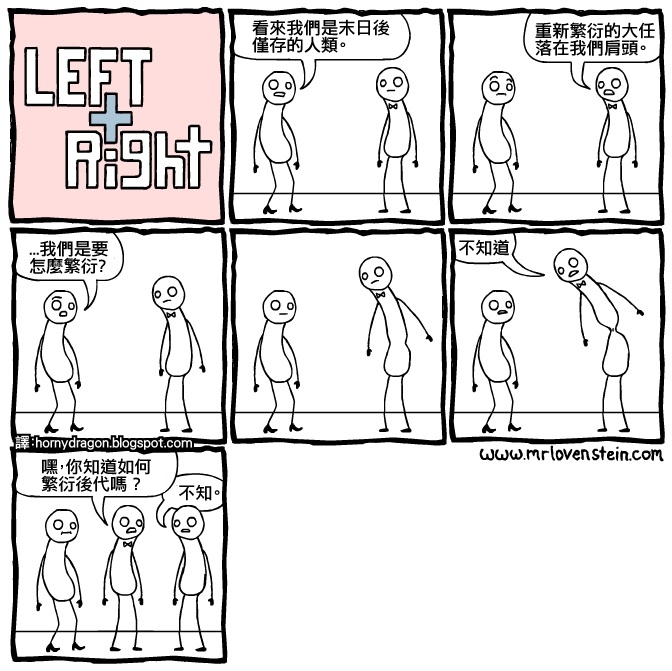 LEFT
+
Right
看來我們是末日後
僅存的人類。
重新繁衍的大任
落在我們肩頭。
...我們是要
怎麼繁衍?
不知道
譯:hornydragon.blogspot.com
www.mrlovenstein.com
嘿,你知道如何
繁衍後代嗎？
不知。